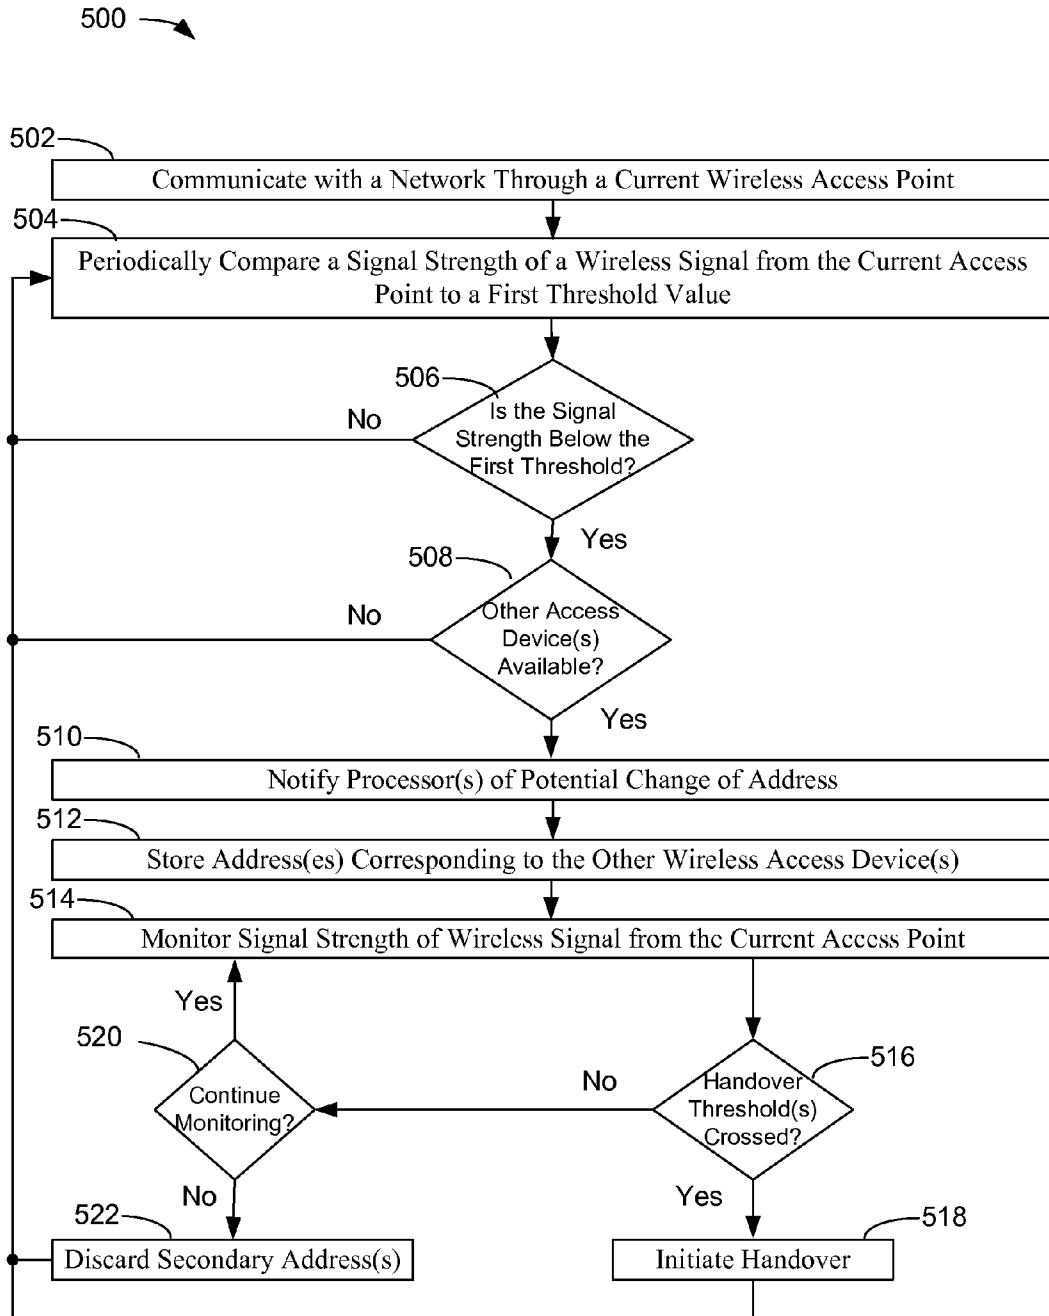 500
502
Communicate with a Network Through a Current Wireless Access Point
504
Periodically Compare a Signal Strength of a Wireless Signal from the Current Access
Point to a First Threshold Value
506
Is the Signal
Strength Below the
First Threshold?
No
Yes
508
Other Access
Device(s)
Available?
No
Yes
510
Notify Processor(s) of Potential Change of Address
512
Store Address(es) Corresponding to the Other Wireless Access Device(s)
514
Monitor Signal Strength of Wireless Signal from the Current Access Point
Yes
520
Continue
Monitoring?
No
516
Handover
Threshold(s)
Crossed?
No
Yes
522
Discard Secondary Address(s)
518
Initiate Handover